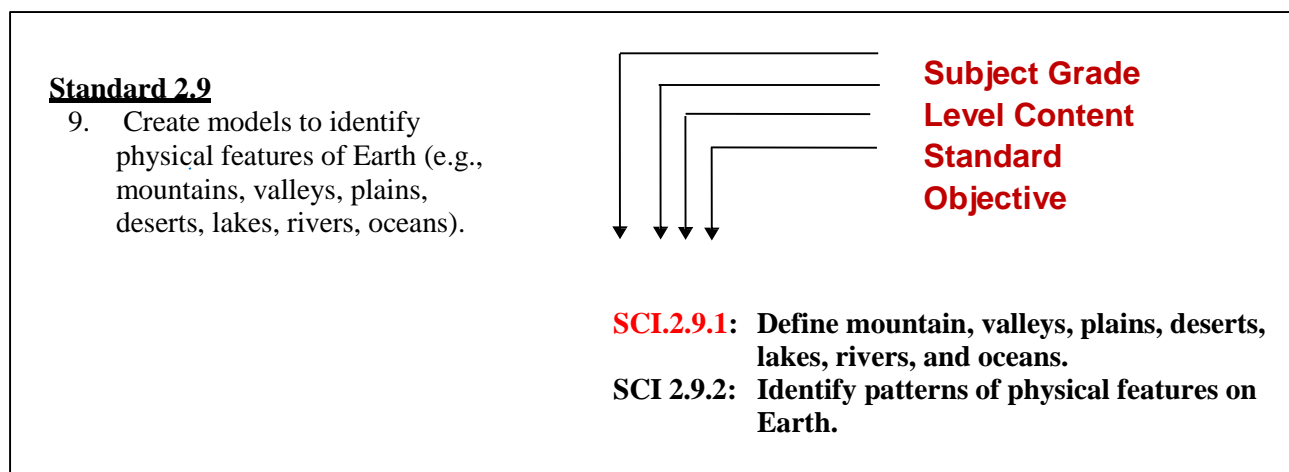 Standard 2.9
9. Create models to identify
physical features of Earth (e.g.,
mountains, valleys, plains,
deserts, lakes, rivers, oceans).
Subject Grade
Level Content
Standard
Objective
SCI.2.9.1: Define mountain, valleys, plains, deserts,
lakes, rivers, and oceans.
SCI 2.9.2: Identify patterns of physical features on
Earth.